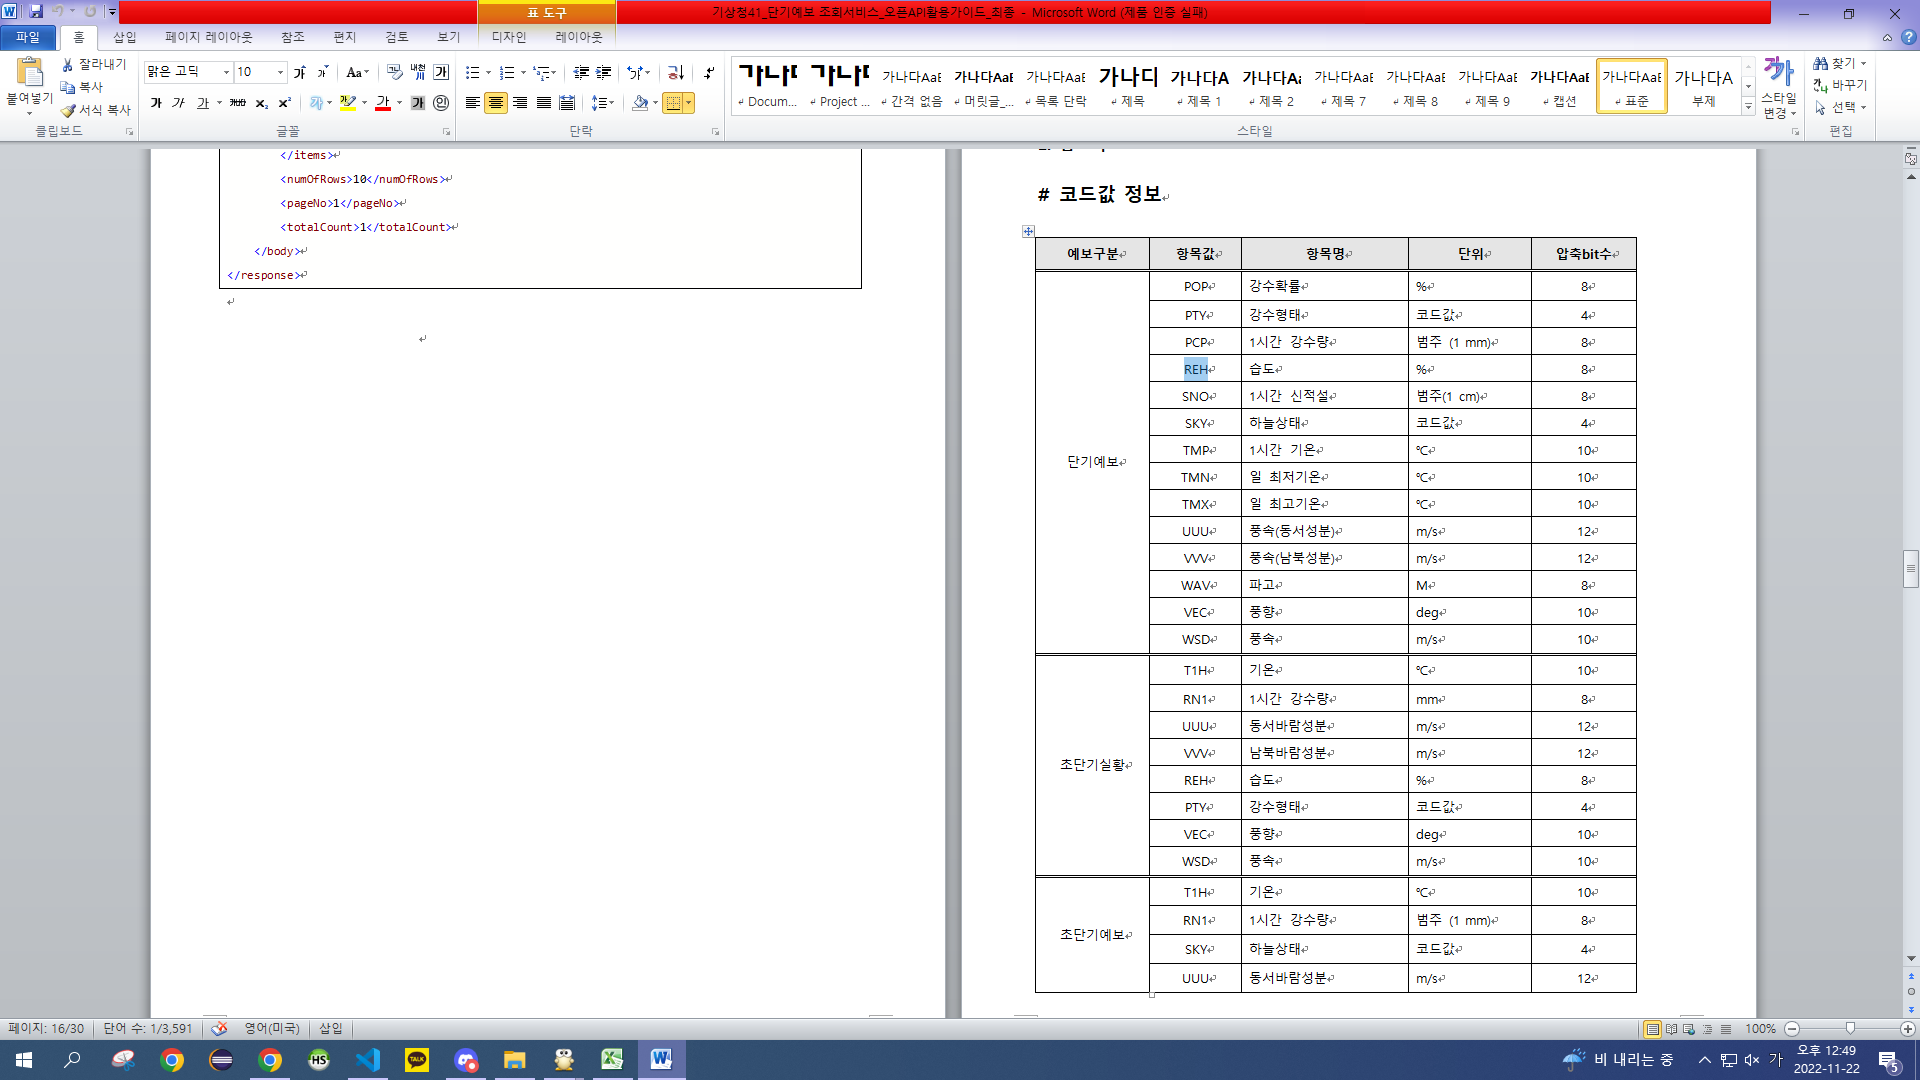 표 도구
기상청41_단기예보 조회서비스_오픈API활용가이드_최종 - Microsoft Word (제품 인증 실패)
파일 홈 삽입 페이지 레이아웃 참조 편지 검토 보기 디자인 레이아웃
붙여넣기
잘라내기
복사
서식 복사
클립보드
맑은 고딕 10
글꼴
단락
가나다 Docum...
가나다 Project ...
가나다AaB 간격 없음
가나다AaB 머릿글_...
가나다AaB 목록 단락
가나디 제목
가나다A 제목 1
가나다Aa 제목 2
가나다AaB 제목 7
가나다AaB 제목 8
가나다AaB 제목 9
가나다AaB 캡션
가나다AaB 표준
가나다A 부제
스타일 변경
스타일
찾기
바꾸기
선택
편집
</items>
<numOfRows>10</numOfRows>
<pageNo>1</pageNo>
<totalCount>1</totalCount>
</body>
</response>
# 코드값 정보
예보구분 항목값 항목명 단위 압축bit수
단기예보
POP 강수확률 % 8
PTY 강수형태 코드값 4
PCP 1시간 강수량 범주 (1 mm) 8
REH 습도 % 8
SNO 1시간 신적설 범주(1 cm) 8
SKY 하늘상태 코드값 4
TMP 1시간 기온 ℃ 10
TMN 일 최저기온 ℃ 10
TMX 일 최고기온 ℃ 10
UUU 풍속(동서성분) m/s 12
VVV 풍속(남북성분) m/s 12
WAV 파고 M 8
VEC 풍향 deg 10
WSD 풍속 m/s 10
초단기실황
T1H 기온 ℃ 10
RN1 1시간 강수량 mm 8
UUU 동서바람성분 m/s 12
VVV 남북바람성분 m/s 12
REH 습도 % 8
PTY 강수형태 코드값 4
VEC 풍향 deg 10
WSD 풍속 m/s 10
초단기예보
T1H 기온 ℃ 10
RN1 1시간 강수량 범주 (1 mm) 8
SKY 하늘상태 코드값 4
UUU 동서바람성분 m/s 12
페이지: 16/30 단어 수: 1/3,591 영어(미국) 삽입 100%
비 내리는 중 가 오후 12:49
2022-11-22 5